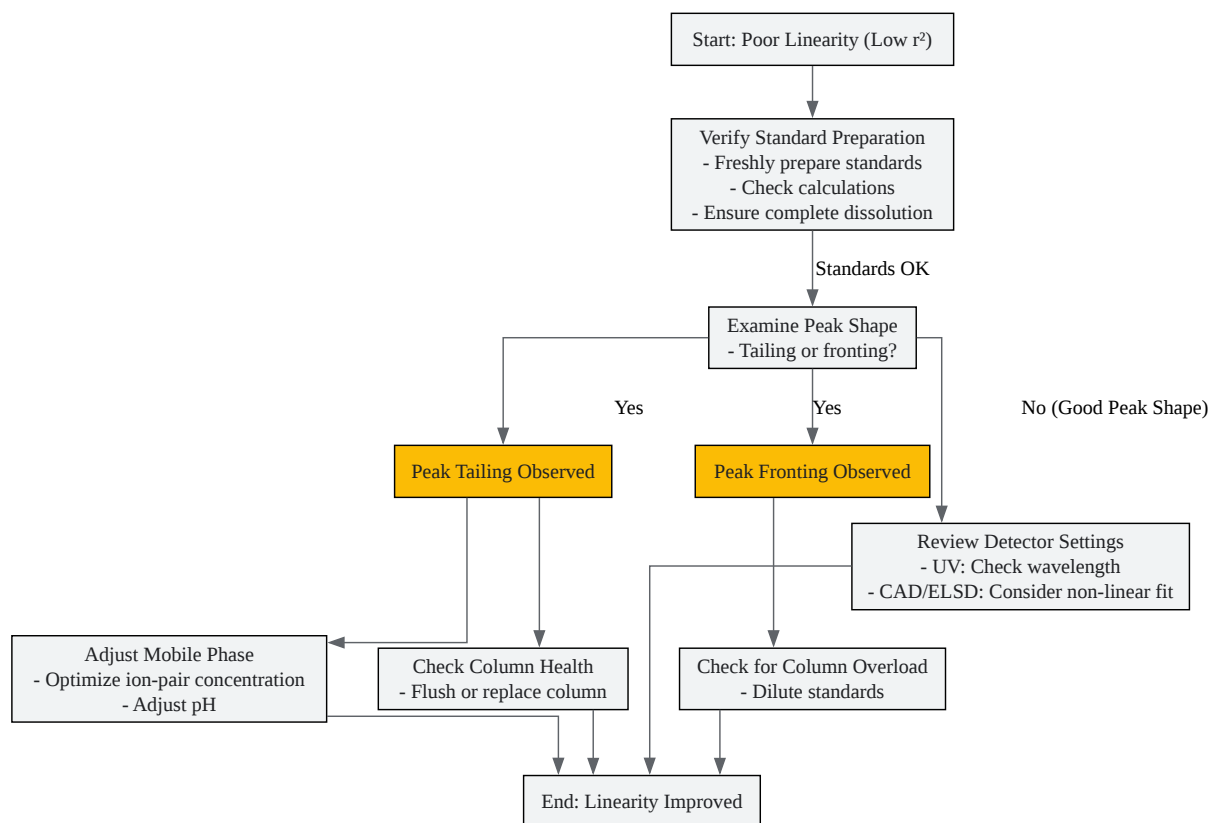 Start: Poor Linearity (Low r²)
Verify Standard Preparation
- Freshly prepare standards
- Check calculations
- Ensure complete dissolution
Standards OK
Examine Peak Shape
- Tailing or fronting?
Yes
Yes
No (Good Peak Shape)
Peak Tailing Observed
Peak Fronting Observed
Review Detector Settings
- UV: Check wavelength
- CAD/ELSD: Consider non-linear fit
Adjust Mobile Phase
- Optimize ion-pair concentration
- Adjust pH
Check Column Health
- Flush or replace column
Check for Column Overload
- Dilute standards
End: Linearity Improved